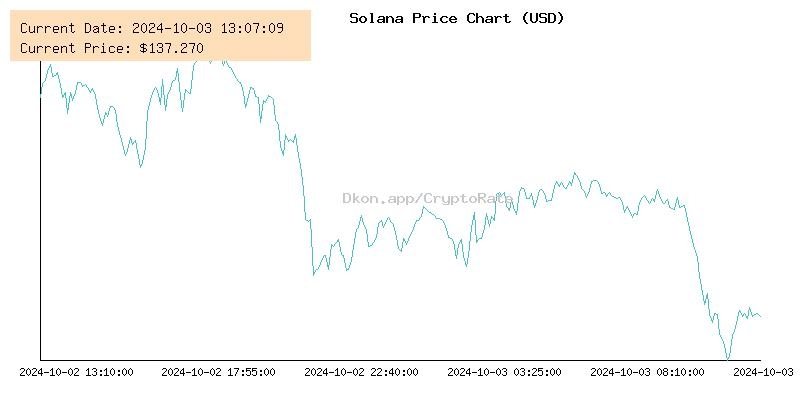 Solana Price Chart (USD)
Current Date: 2024-10-03 13:07:09
Current Price: $137.270
Dkon.app/CryptoRate
2024-10-02 13:10:00
2024-10-02 17:55:00
2024-10-02 22:40:00
2024-10-03 03:25:00
2024-10-03 08:10:00
2024-10-03